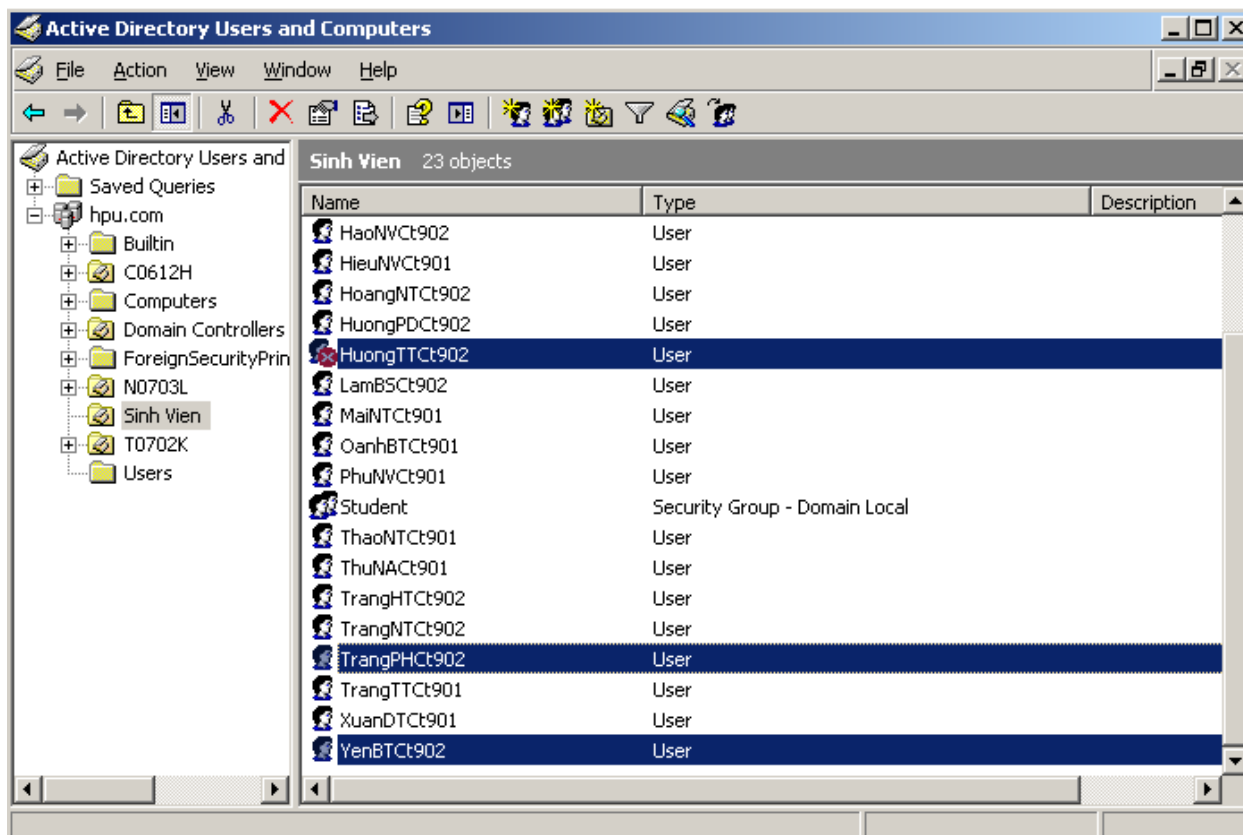 Active Directory Users and Computers
File Action View Window Help
Active Directory Users and
Saved Queries
hpu.com
Builtin
C0612H
Computers
Domain Controllers
ForeignSecurityPrin
N0703L
Sinh Vien
T0702K
Users
Sinh Vien 23 objects
Name Type Description
HaoNVCt902 User
HieuNVCt901 User
HoangNTCt902 User
HuongPDCt902 User
HuongTTCt902 User
LamBSCt902 User
MaiNTCt901 User
OanhBTCt901 User
PhuNVCt901 User
Student Security Group - Domain Local
ThaoNTCt901 User
ThuNACt901 User
TrangHTCt902 User
TrangNTCt902 User
TrangPHCt902 User
TrangTTCt901 User
XuanDTCt901 User
YenBTCt902 User